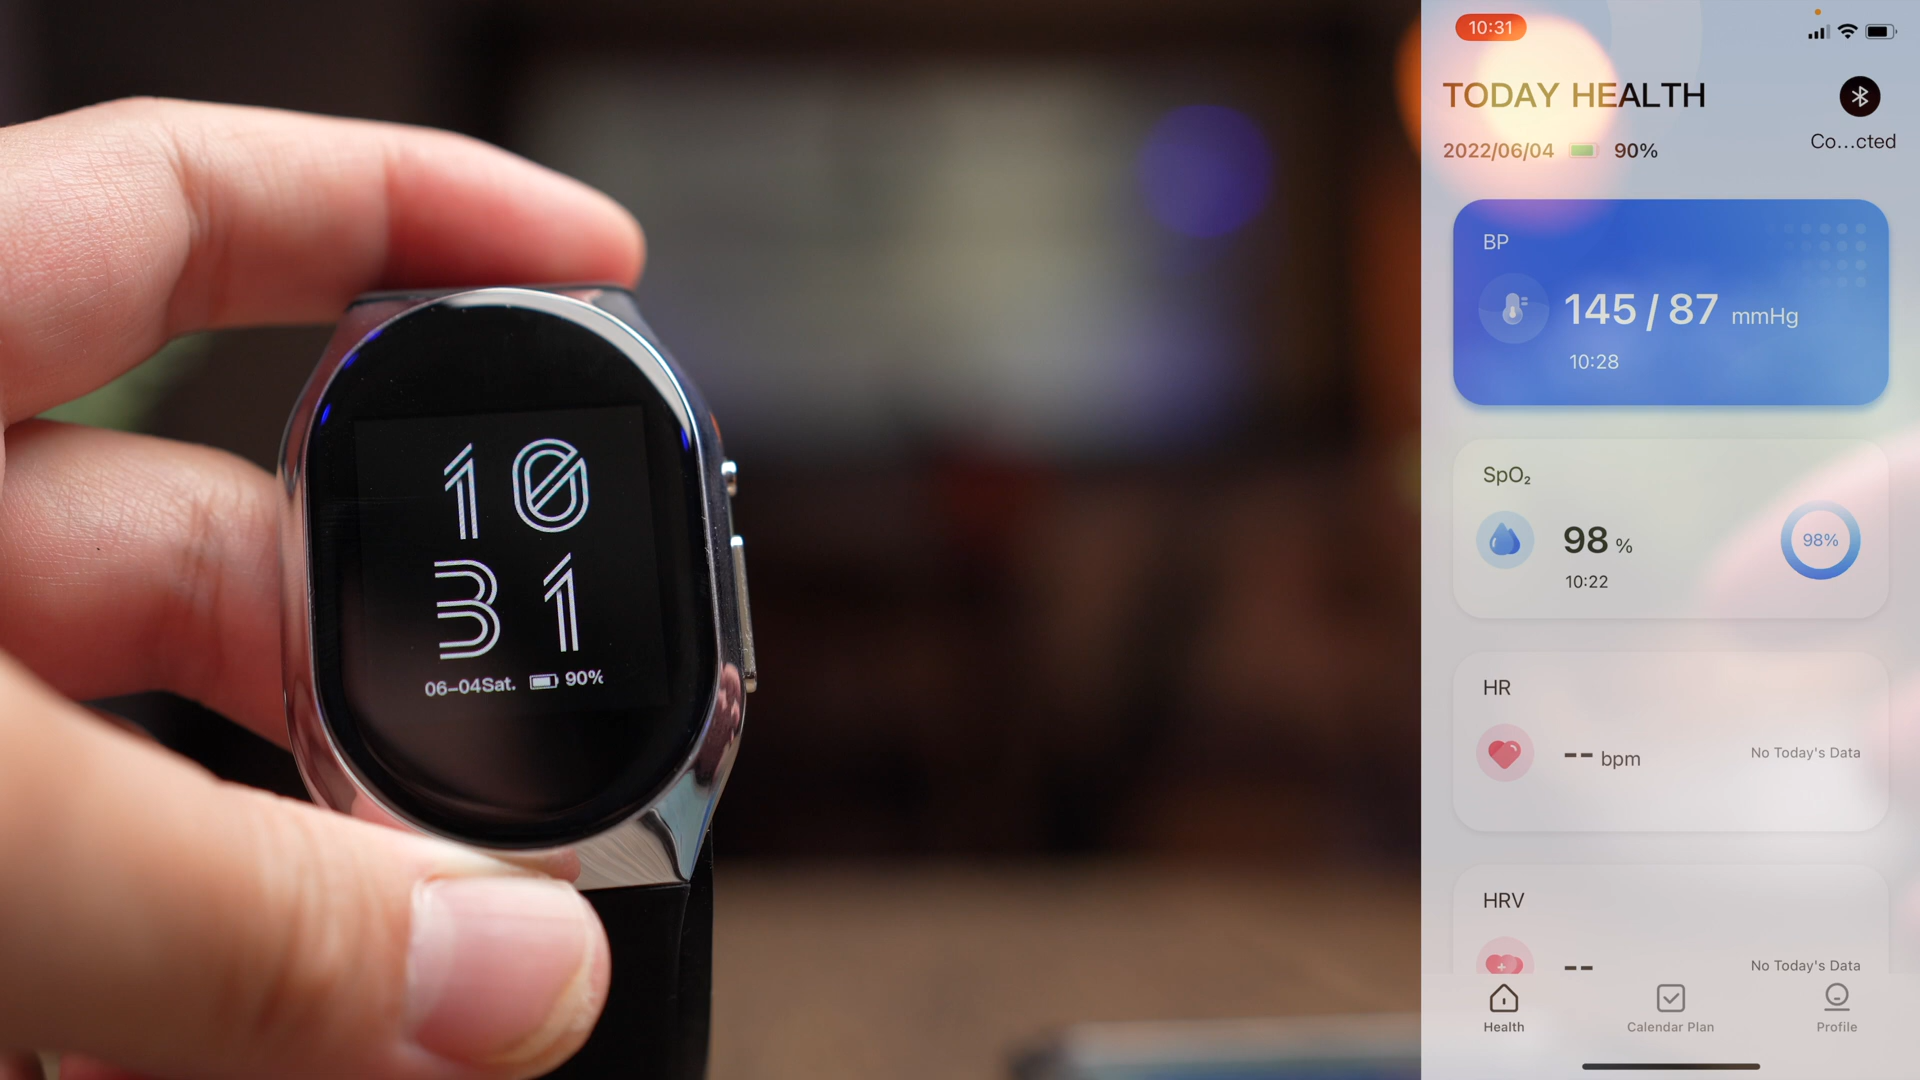 10
31
06-04Sat. 90%
10:31
TODAY HEALTH
2022/06/04 90%
Co...cted
BP
145 / 87 mmHg
10:28
SpO₂
98 %
98%
10:22
HR
-- bpm
No Today's Data
HRV
--
No Today's Data
Health
Calendar Plan
Profile